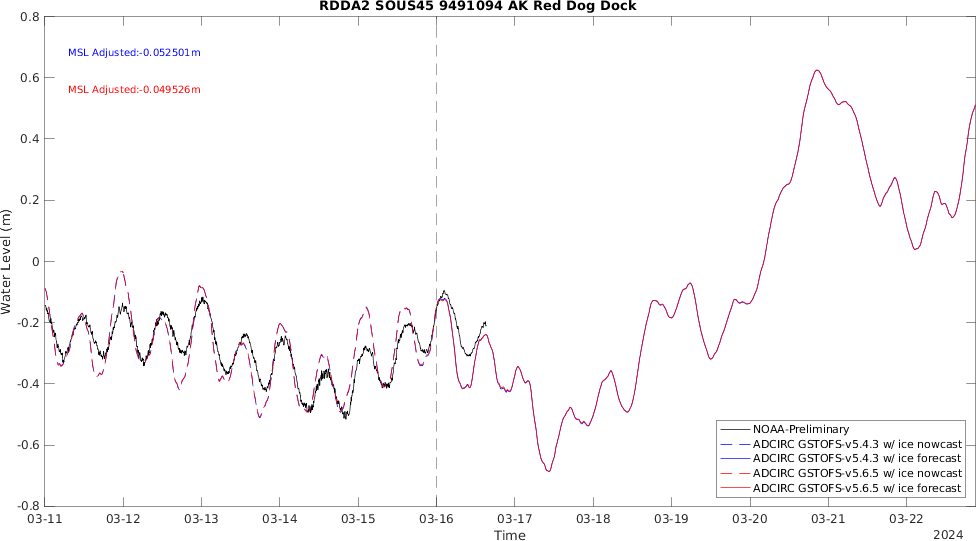 RDDA2 SOUS45 9491094 AK Red Dog Dock
MSL Adjusted:-0.052501m
MSL Adjusted:-0.049526m
Water Level (m)
0.8
0.6
0.4
0.2
0
-0.2
-0.4
-0.6
-0.8
NOAA-Preliminary
ADCIRC GSTOFS-v5.4.3 w/ ice nowcast
ADCIRC GSTOFS-v5.4.3 w/ ice forecast
ADCIRC GSTOFS-v5.6.5 w/ ice nowcast
ADCIRC GSTOFS-v5.6.5 w/ ice forecast
03-11 03-12 03-13 03-14 03-15 03-16 03-17 03-18 03-19 03-20 03-21 03-22
Time
2024